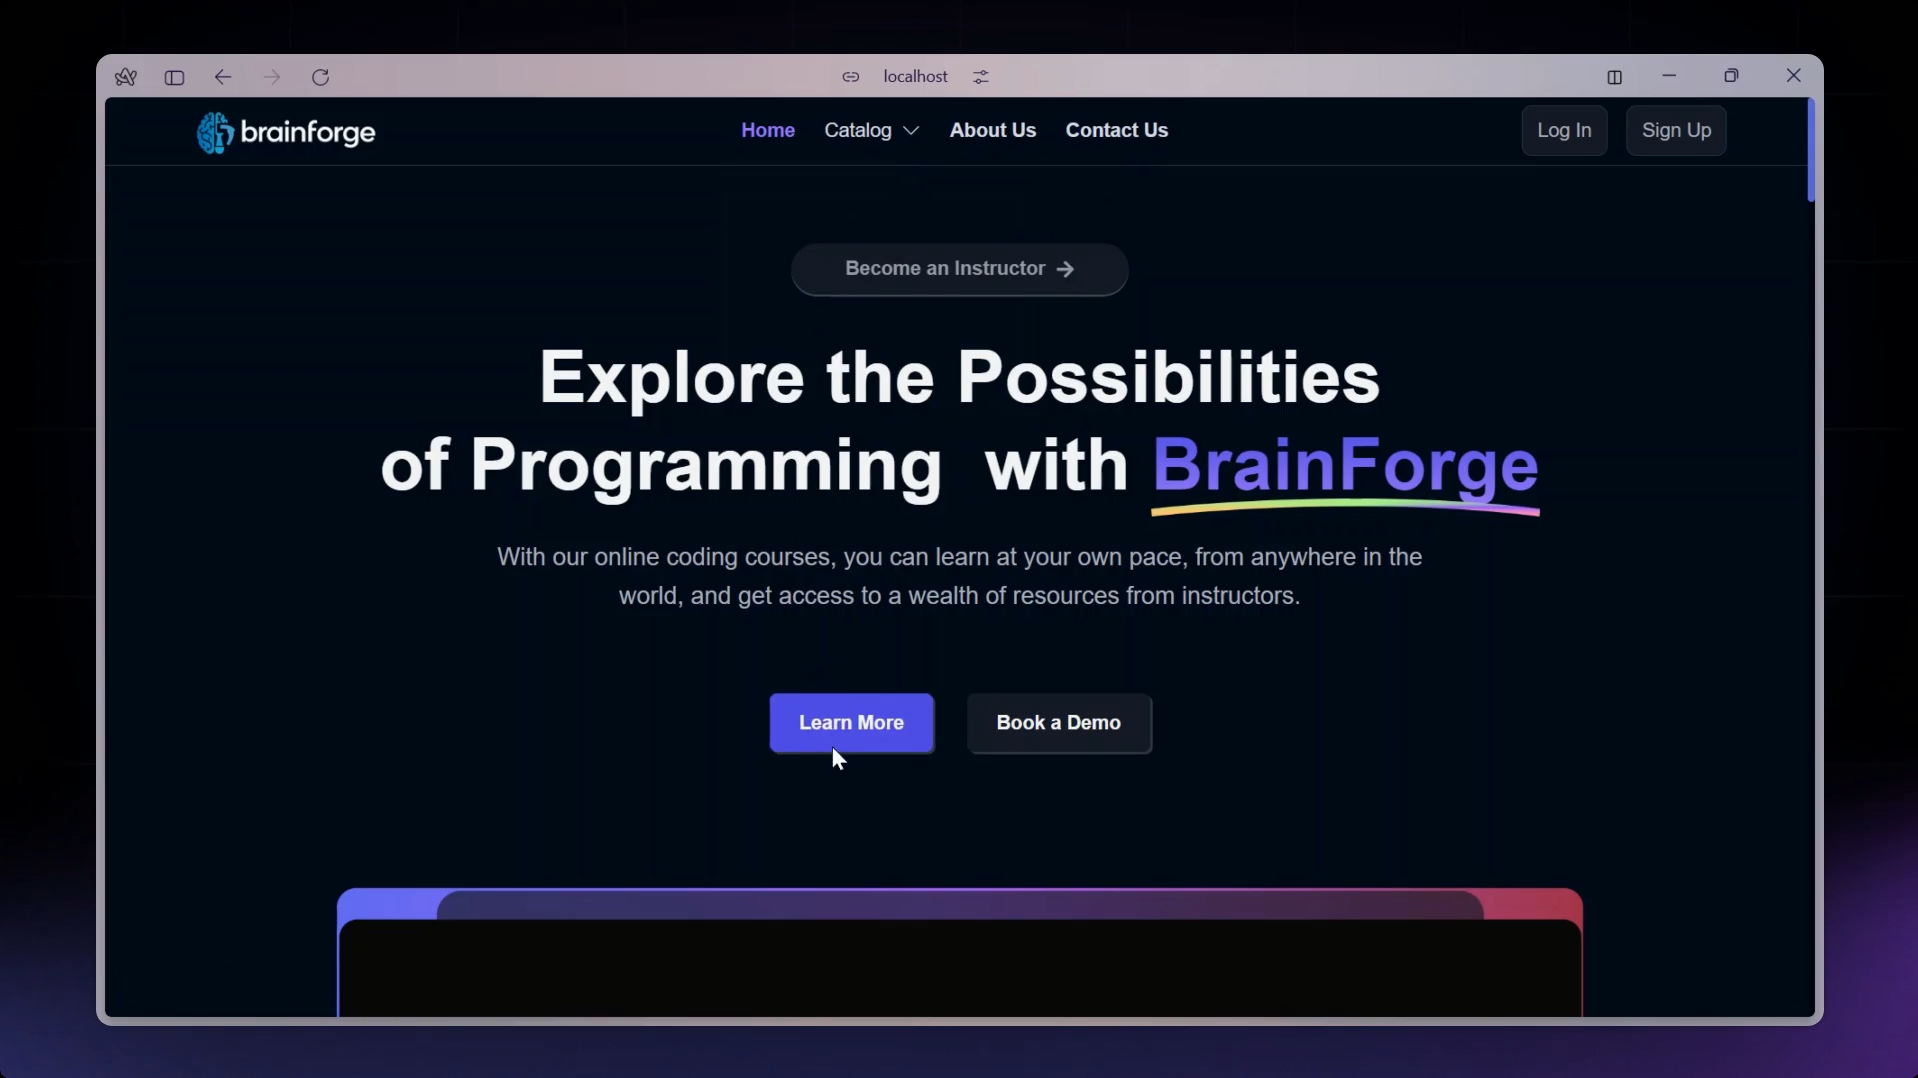 localhost
brainforge
Home Catalog About Us Contact Us
Log In Sign Up
Become an Instructor →
Explore the Possibilities
of Programming with BrainForge
With our online coding courses, you can learn at your own pace, from anywhere in the
world, and get access to a wealth of resources from instructors.
Learn More Book a Demo